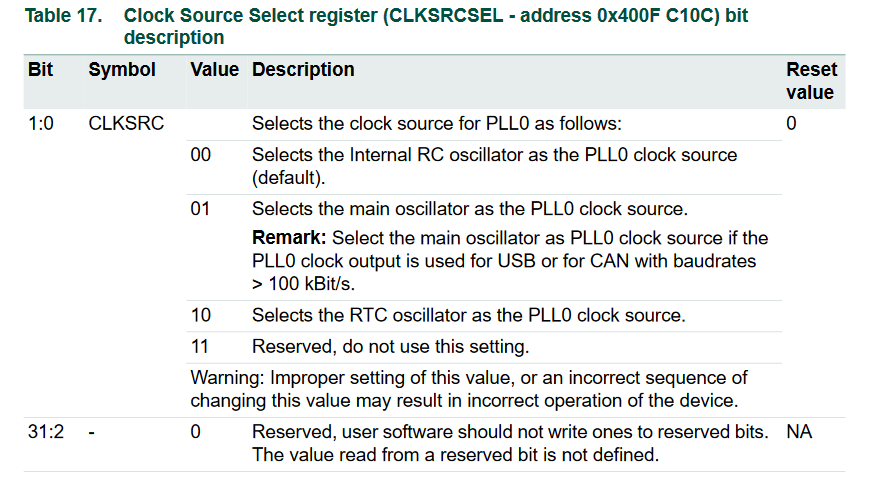 Table 17. Clock Source Select register (CLKSRCSEL - address 0x400F C10C) bit
description
Bit Symbol Value Description Reset
value
1:0 CLKSRC Selects the clock source for PLL0 as follows: 0
00 Selects the Internal RC oscillator as the PLL0 clock source
(default).
01 Selects the main oscillator as the PLL0 clock source.
Remark: Select the main oscillator as PLL0 clock source if the
PLL0 clock output is used for USB or for CAN with baudrates
> 100 kBit/s.
10 Selects the RTC oscillator as the PLL0 clock source.
11 Reserved, do not use this setting.
Warning: Improper setting of this value, or an incorrect sequence of
changing this value may result in incorrect operation of the device.
31:2 - 0 Reserved, user software should not write ones to reserved bits. NA
The value read from a reserved bit is not defined.